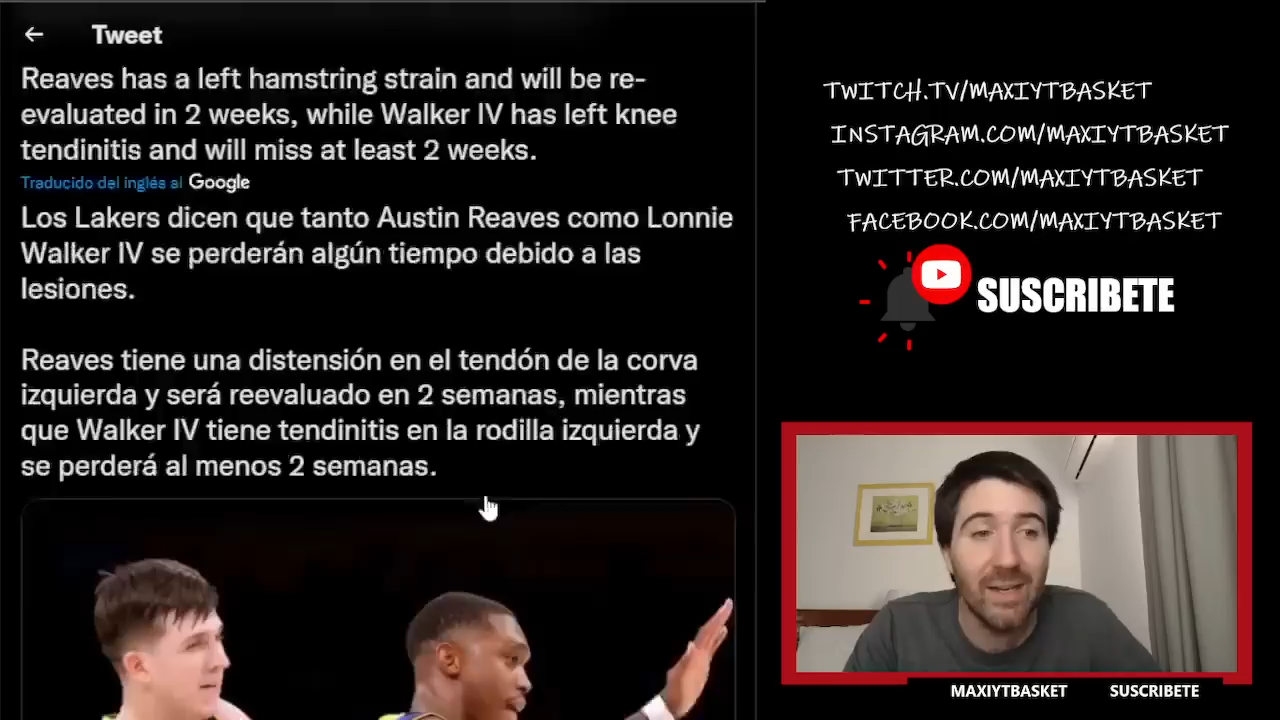 Tweet
Reaves has a left hamstring strain and will be re-
evaluated in 2 weeks, while Walker IV has left knee
tendinitis and will miss at least 2 weeks.
Traducido del inglés al Google
Los Lakers dicen que tanto Austin Reaves como Lonnie
Walker IV se perderán algún tiempo debido a las
lesiones.
Reaves tiene una distensión en el tendón de la corva
izquierda y será reevaluado en 2 semanas, mientras
que Walker IV tiene tendinitis en la rodilla izquierda y
se perderá al menos 2 semanas.
TWITCH.TV/MAXIYTBASKET
INSTAGRAM.COM/MAXIYTBASKET
TWITTER.COM/MAXIYTBASKET
FACEBOOK.COM/MAXIYTBASKET
SUSCRIBETE
MAXIYTBASKET SUSCRIBETE